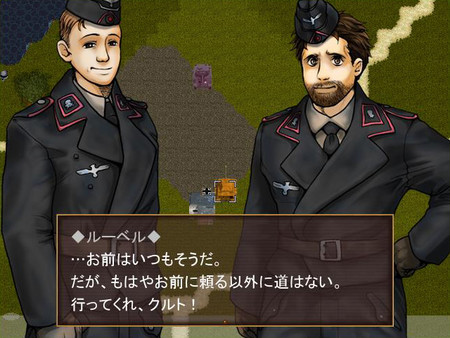 ◆ルーベル◆
…お前はいつもそうだ。
だが、もはやお前に頼る以外に道はない。
行ってくれ、クルト！